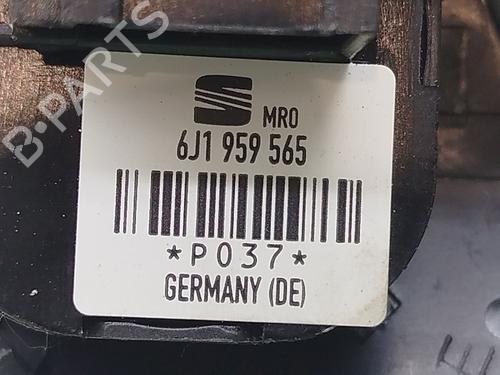 B-PARTS
MRO
6J1 959 565
*P037*
GERMANY (DE)